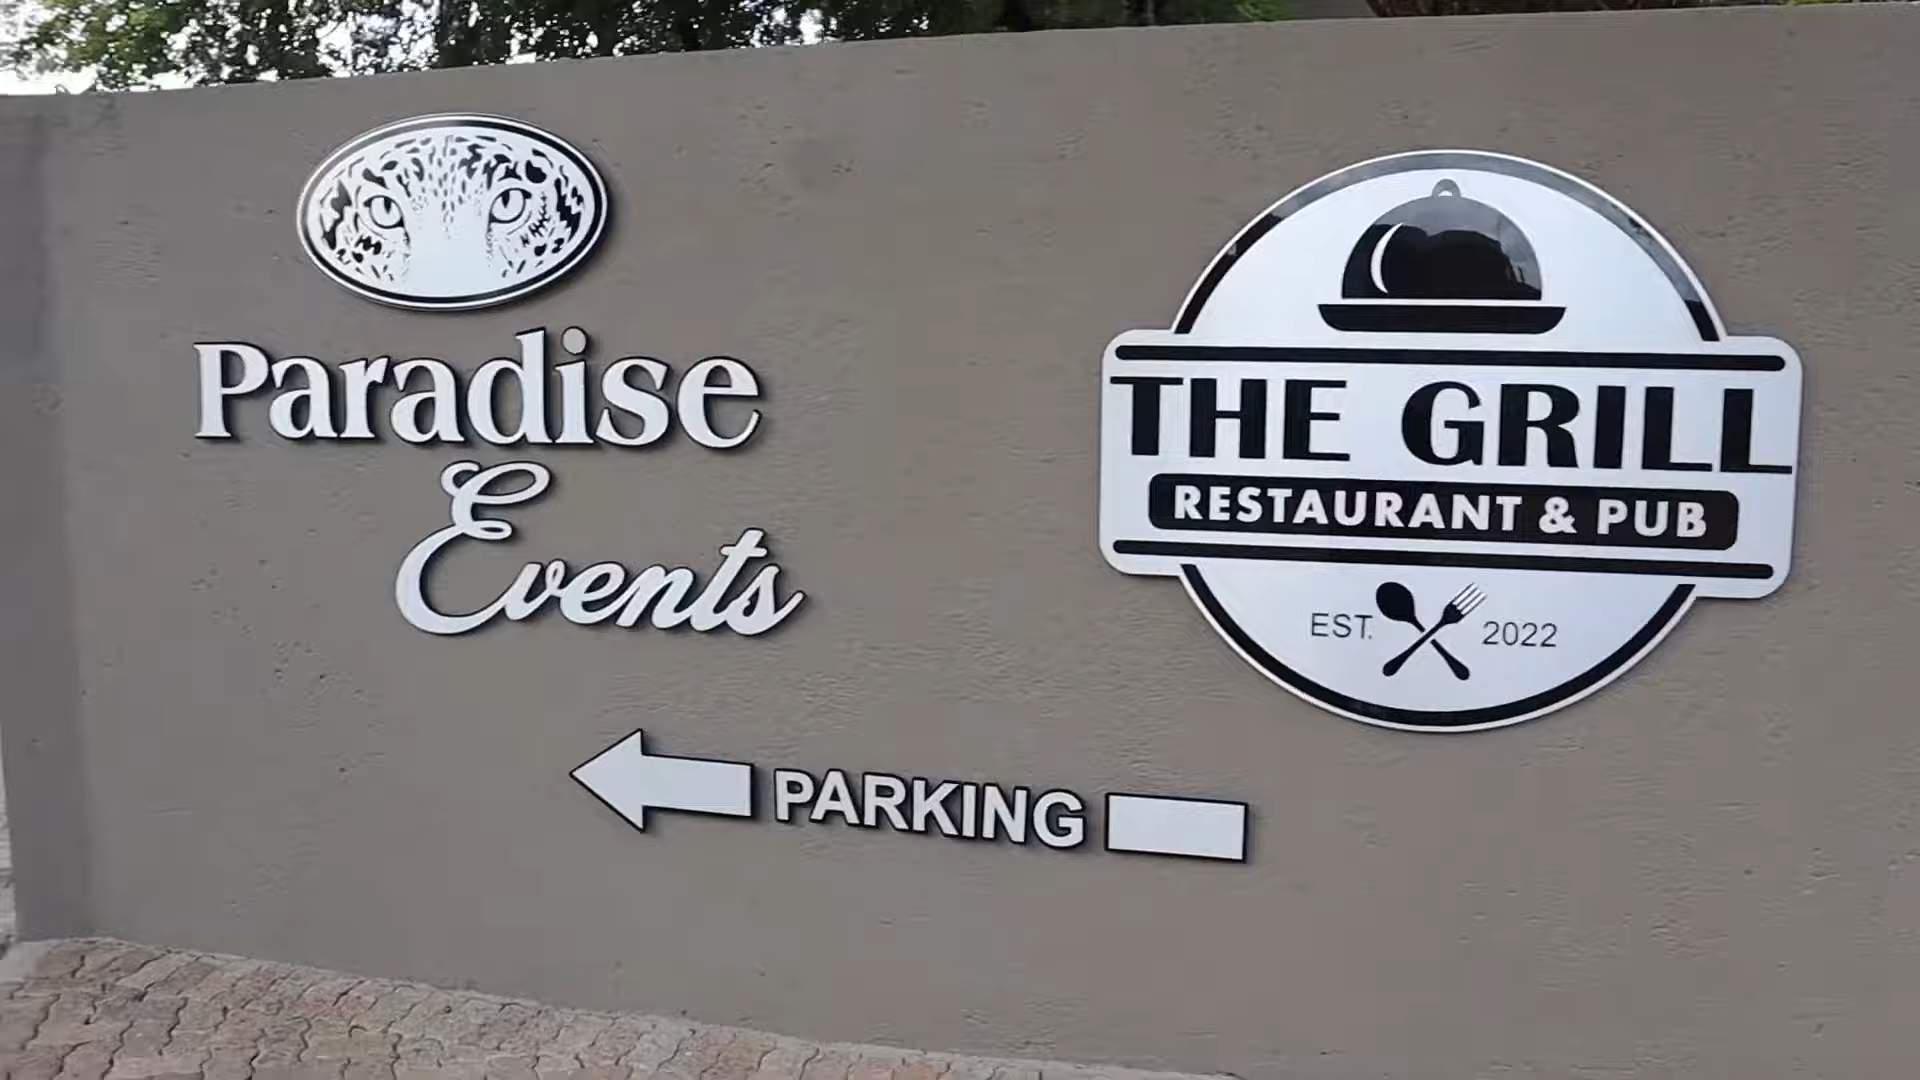 Paradise
Events
THE GRILL
RESTAURANT & PUB
EST. 2022
PARKING